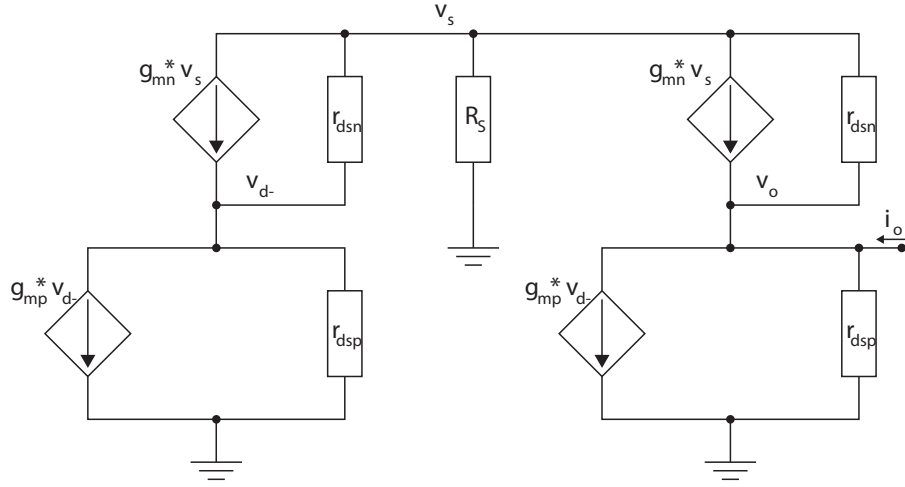 v_s
g_mn* v_s
r_dsn
R_S
g_mn* v_s
r_dsn
v_d-
v_o
i_o
g_mp* v_d-
r_dsp
g_mp* v_d-
r_dsp